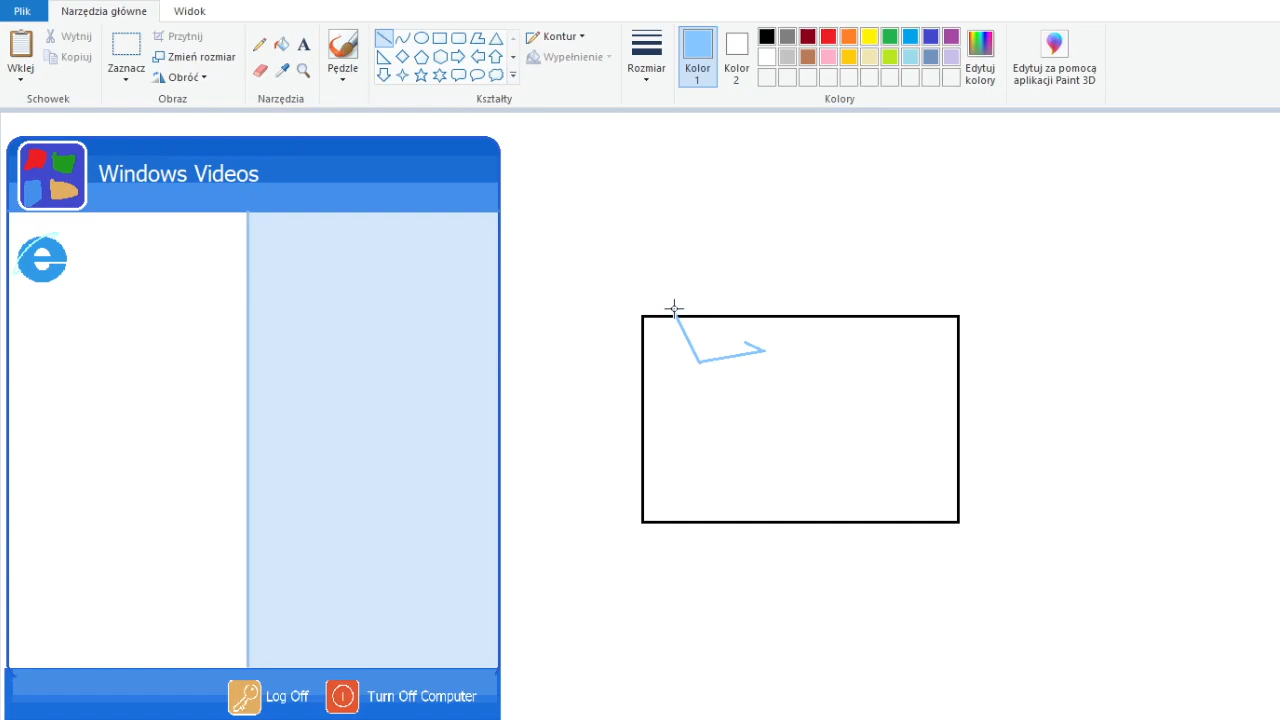 Plik Narzędzia główne Widok
Wklej
Wytnij
Kopiuj
Schowek
Zaznacz
Przytnij
Zmień rozmiar
Obróć
Obraz
A
Narzędzia
Pędzle
Kształty
Kontur
Wypełnienie
Rozmiar
Kolor
1
Kolor
2
Edytuj
kolory
Kolory
Edytuj za pomocą
aplikacji Paint 3D
Windows Videos
Log Off Turn Off Computer